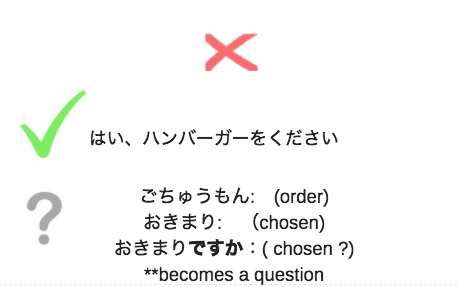 はい、ハンバーガーをください
ごちゅうもん:　(order)
おきまり:　（chosen)
おきまりですか：( chosen ?)
**becomes a question